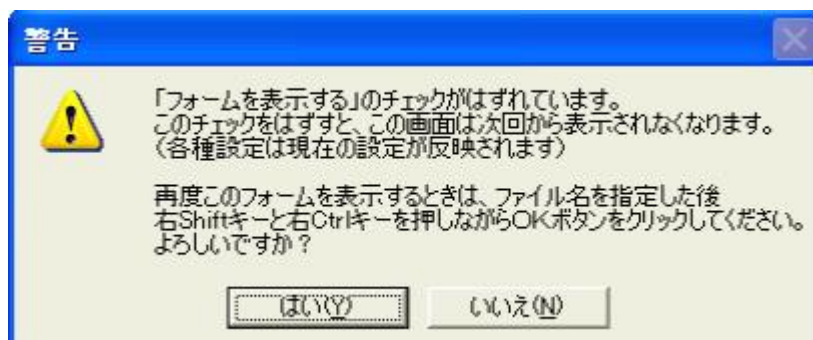 警告
「フォームを表示する」のチェックがはずれています。
このチェックをはずすと、この画面は次回から表示されなくなります。
（各種設定は現在の設定が反映されます）
再度このフォームを表示するときは、ファイル名を指定した後
右Shiftキーと右Ctrlキーを押しながらOKボタンをクリックしてください。
よろしいですか？
はい(Y)
いいえ(N)